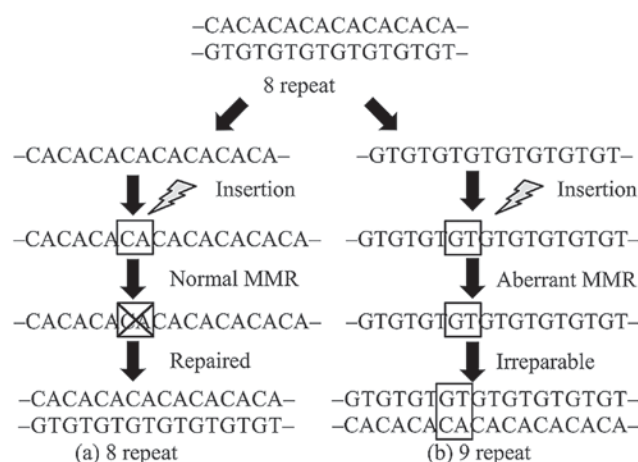 –CACACACACACACACA–
–GTGTGTGTGTGTGTGT–
8 repeat
–CACACACACACACACA–
–GTGTGTGTGTGTGTGT–
Insertion
Insertion
–CACACACACACACACACA–
–GTGTGTGTGTGTGTGTGT–
Normal MMR
Aberrant MMR
–CACACACACACACACACA–
–GTGTGTGTGTGTGTGTGT–
Repaired
Irreparable
–CACACACACACACACA–
–GTGTGTGTGTGTGTGT–
(a) 8 repeat
–GTGTGTGTGTGTGTGTGT–
–CACACACACACACACACA–
(b) 9 repeat